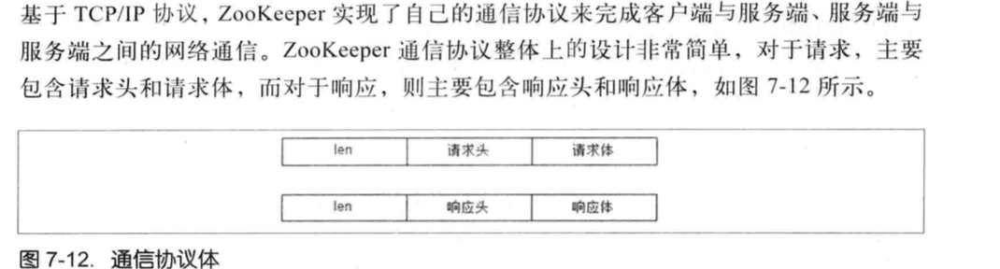 基于 TCP/IP 协议，ZooKeeper 实现了自己的通信协议来完成客户端与服务端、服务端与
服务端之间的网络通信。ZooKeeper 通信协议整体上的设计非常简单，对于请求，主要
包含请求头和请求体，而对于响应，则主要包含响应头和响应体，如图 7-12 所示。
len 请求头 请求体
len 响应头 响应体
图 7-12. 通信协议体